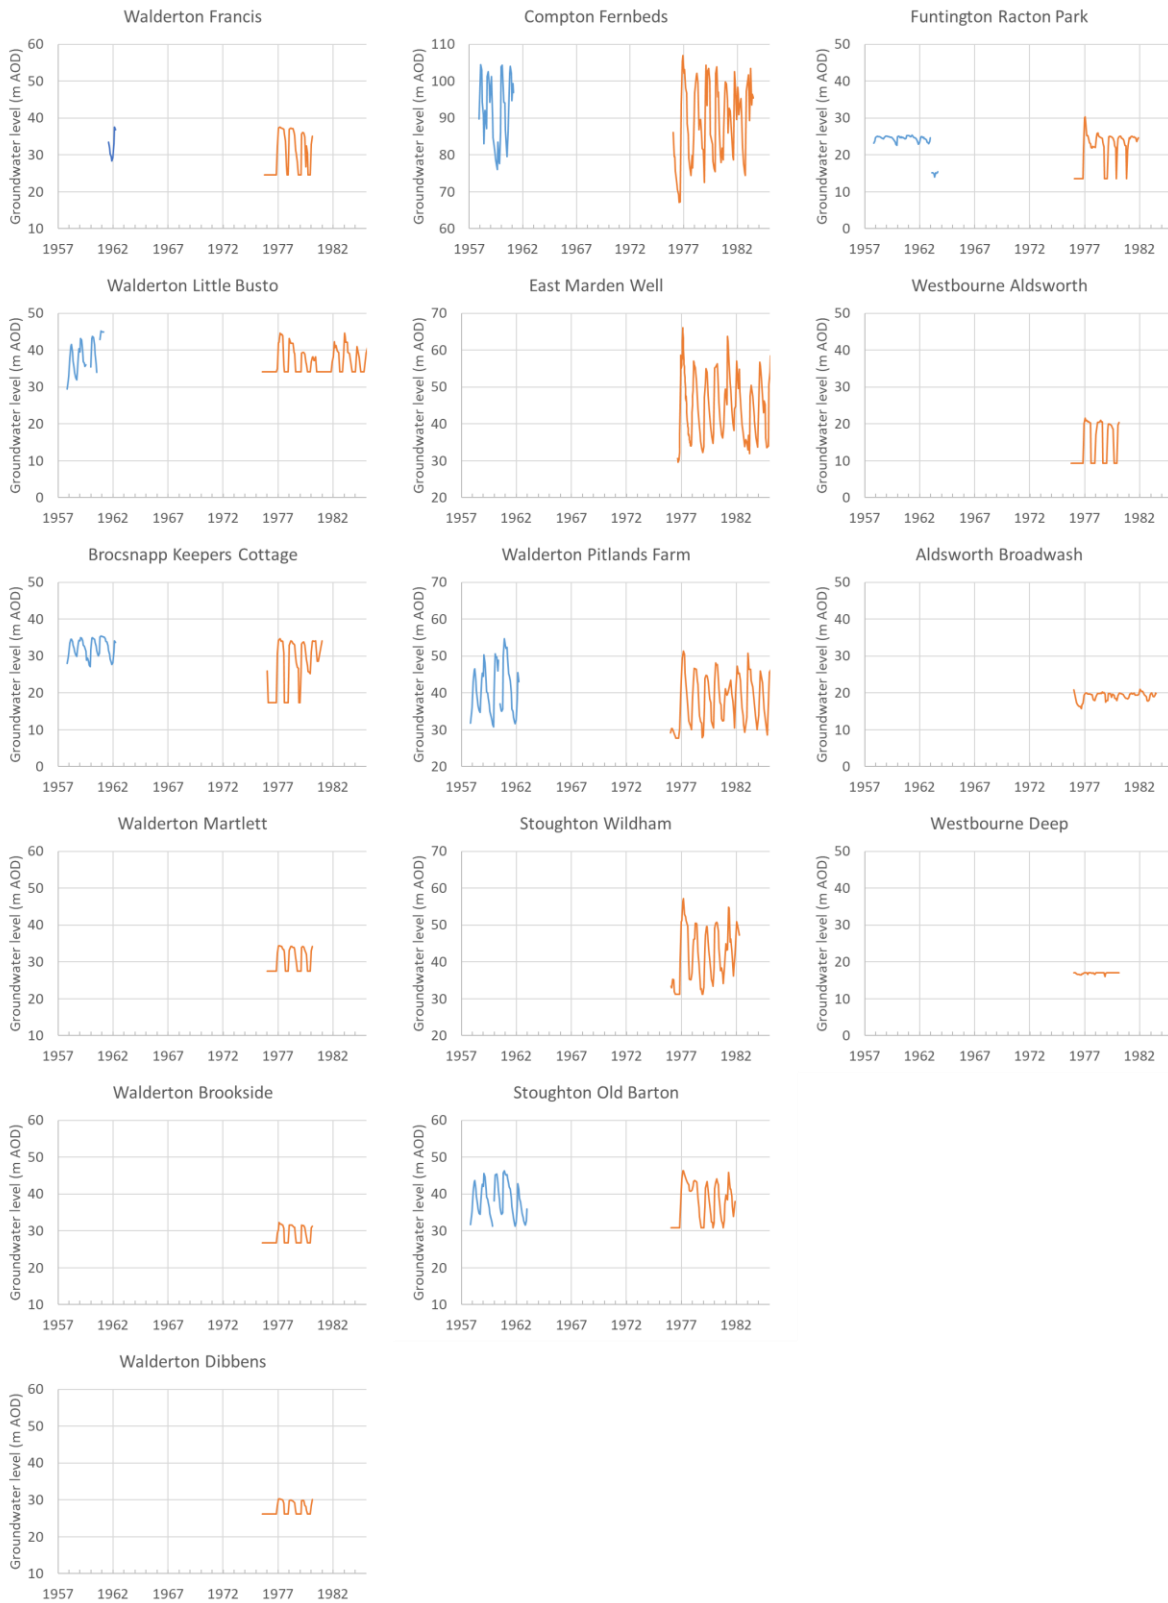 Walderton Francis
Groundwater level (m AOD)
60
50
40
30
20
10
1957 1962 1967 1972 1977 1982
Compton Fernbeds
Groundwater level (m AOD)
110
100
90
80
70
60
1957 1962 1967 1972 1977 1982
Funtington Racton Park
Groundwater level (m AOD)
50
40
30
20
10
0
1957 1962 1967 1972 1977 1982
Walderton Little Busto
Groundwater level (m AOD)
50
40
30
20
10
0
1957 1962 1967 1972 1977 1982
East Marden Well
Groundwater level (m AOD)
70
60
50
40
30
20
1957 1962 1967 1972 1977 1982
Westbourne Aldsworth
Groundwater level (m AOD)
50
40
30
20
10
0
1957 1962 1967 1972 1977 1982
Brocsnapp Keepers Cottage
Groundwater level (m AOD)
50
40
30
20
10
0
1957 1962 1967 1972 1977 1982
Walderton Pitlands Farm
Groundwater level (m AOD)
70
60
50
40
30
20
1957 1962 1967 1972 1977 1982
Aldsworth Broadwash
Groundwater level (m AOD)
50
40
30
20
10
0
1957 1962 1967 1972 1977 1982
Walderton Martlett
Groundwater level (m AOD)
60
50
40
30
20
10
1957 1962 1967 1972 1977 1982
Stoughton Wildham
Groundwater level (m AOD)
70
60
50
40
30
20
1957 1962 1967 1972 1977 1982
Westbourne Deep
Groundwater level (m AOD)
50
40
30
20
10
0
1957 1962 1967 1972 1977 1982
Walderton Brookside
Groundwater level (m AOD)
60
50
40
30
20
10
1957 1962 1967 1972 1977 1982
Stoughton Old Barton
Groundwater level (m AOD)
60
50
40
30
20
10
1957 1962 1967 1972 1977 1982
Walderton Dibbens
Groundwater level (m AOD)
60
50
40
30
20
10
1957 1962 1967 1972 1977 1982